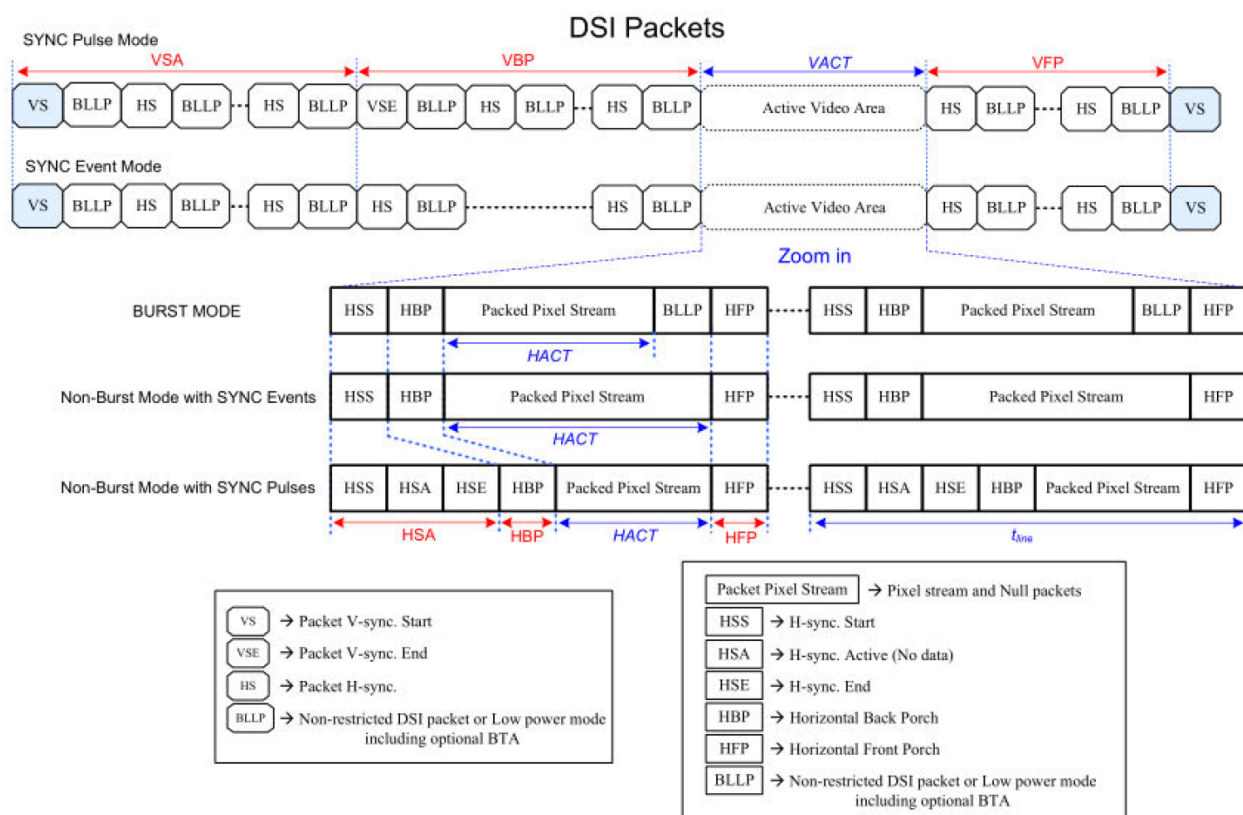 DSI Packets
SYNC Pulse Mode
VSA VBP VACT VFP
VS BLLP HS BLLP HS BLLP VSE BLLP HS BLLP HS BLLP Active Video Area HS BLLP HS BLLP VS
SYNC Event Mode
VS BLLP HS BLLP HS BLLP HS BLLP HS BLLP Active Video Area HS BLLP HS BLLP VS
Zoom in
BURST MODE HSS HBP Packed Pixel Stream BLLP HFP HSS HBP Packed Pixel Stream BLLP HFP
HACT
Non-Burst Mode with SYNC Events HSS HBP Packed Pixel Stream HFP HSS HBP Packed Pixel Stream HFP
HACT
Non-Burst Mode with SYNC Pulses HSS HSA HSE HBP Packed Pixel Stream HFP HSS HSA HSE HBP Packed Pixel Stream HFP
HSA HBP HACT HFP tline
VS → Packet V-sync. Start
VSE → Packet V-sync. End
HS → Packet H-sync.
BLLP → Non-restricted DSI packet or Low power mode
including optional BTA
Packet Pixel Stream → Pixel stream and Null packets
HSS → H-sync. Start
HSA → H-sync. Active (No data)
HSE → H-sync. End
HBP → Horizontal Back Porch
HFP → Horizontal Front Porch
BLLP → Non-restricted DSI packet or Low power mode
including optional BTA